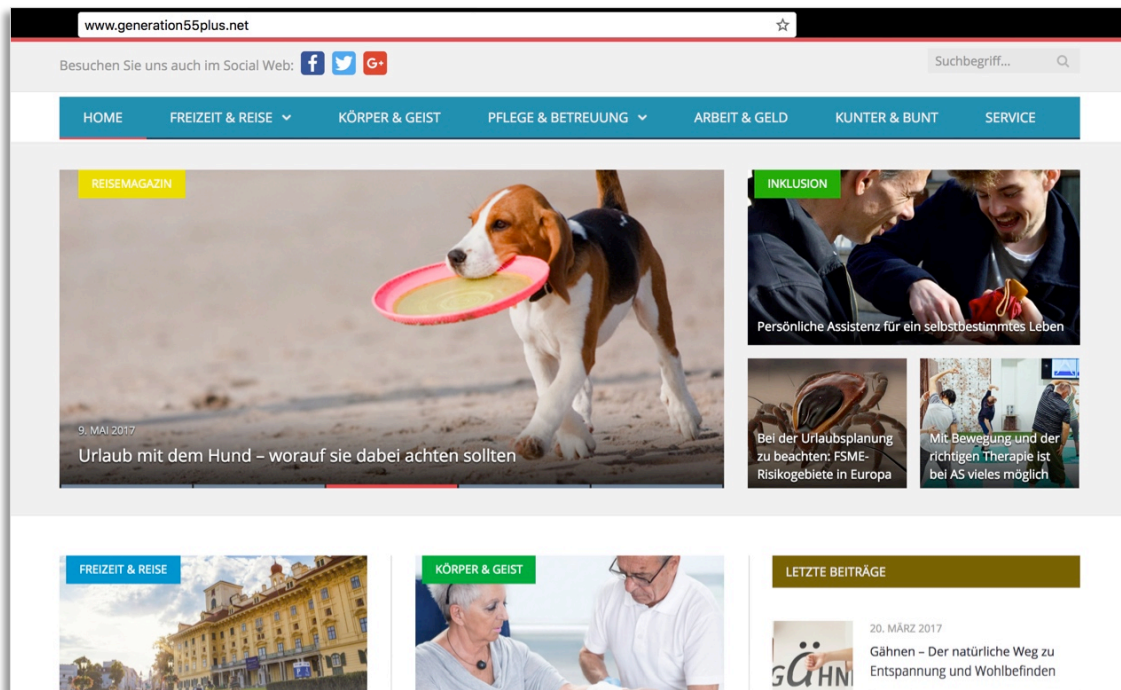 www.generation55plus.net
Besuchen Sie uns auch im Social Web:
Suchbegriff...
HOME FREIZEIT & REISE KÖRPER & GEIST PFLEGE & BETREUUNG ARBEIT & GELD KUNTER & BUNT SERVICE
REISEMAGAZIN
9. MAI 2017
Urlaub mit dem Hund – worauf sie dabei achten sollten
INKLUSION
Persönliche Assistenz für ein selbstbestimmtes Leben
Bei der Urlaubsplanung
zu beachten: FSME-
Risikogebiete in Europa
Mit Bewegung und der
richtigen Therapie ist
bei AS vieles möglich
FREIZEIT & REISE
KÖRPER & GEIST
LETZTE BEITRÄGE
20. MÄRZ 2017
Gähnen – Der natürliche Weg zu
Entspannung und Wohlbefinden
GÄHN